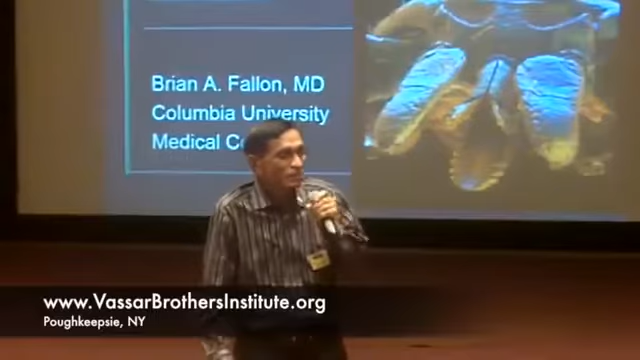 Brian A. Fallon, MD
Columbia University
Medical
www.VassarBrothersInstitute.org
Poughkeepsie, NY